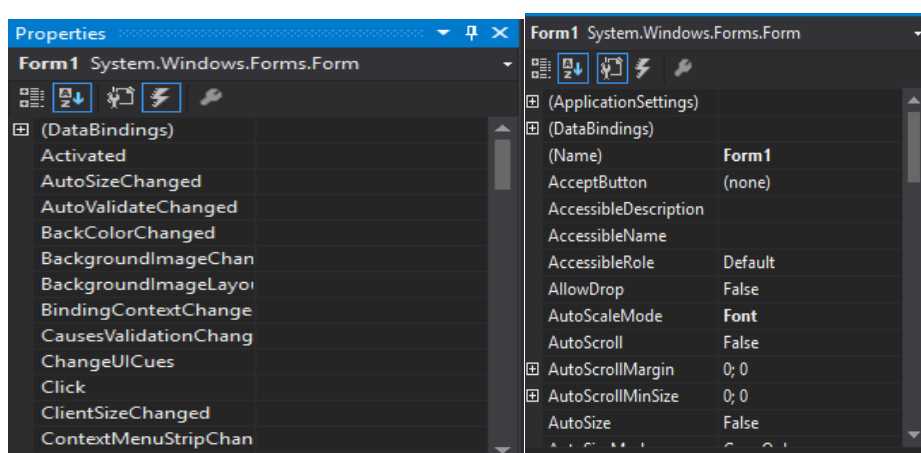 Properties
Form1 System.Windows.Forms.Form
(DataBindings)
Activated
AutoSizeChanged
AutoValidateChanged
BackColorChanged
BackgroundImageChan
BackgroundImageLayou
BindingContextChange
CausesValidationChang
ChangeUICues
Click
ClientSizeChanged
ContextMenuStripChan
Form1 System.Windows.Forms.Form
(ApplicationSettings)
(DataBindings)
(Name) Form1
AcceptButton (none)
AccessibleDescription
AccessibleName
AccessibleRole Default
AllowDrop False
AutoScaleMode Font
AutoScroll False
AutoScrollMargin 0; 0
AutoScrollMinSize 0; 0
AutoSize False